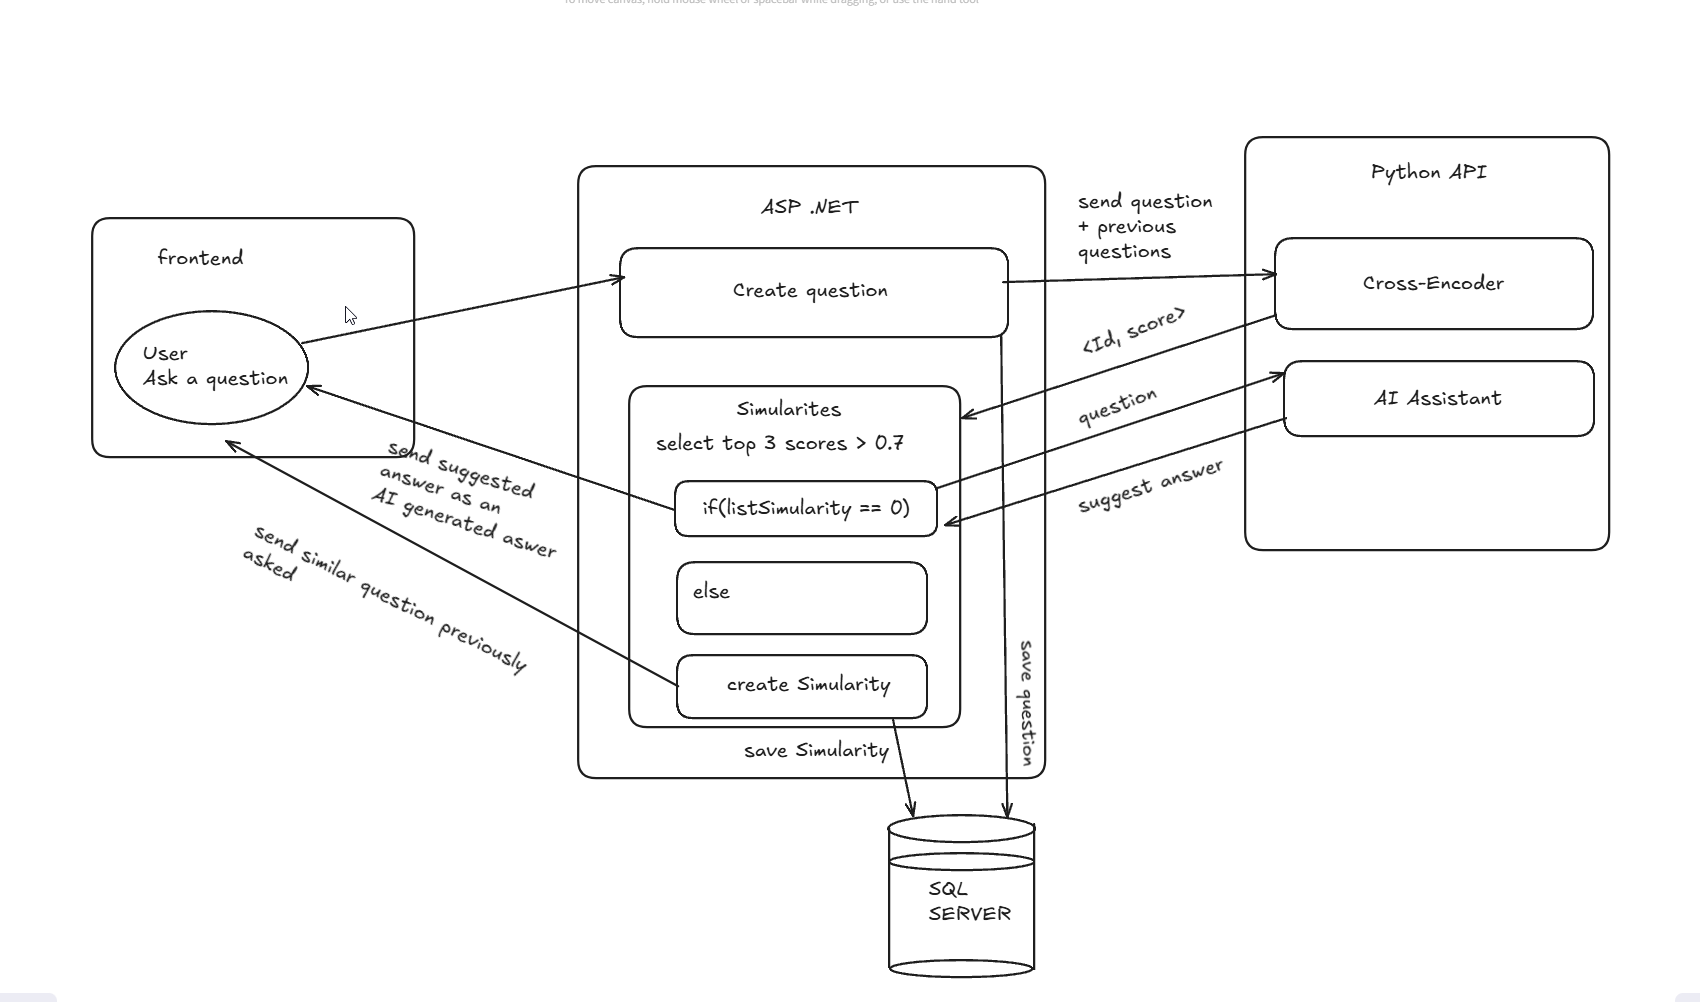 To move canvas, hold mouse wheel or spacebar while dragging, or use the hand tool
frontend
User
Ask a question
ASP .NET
Create question
send question
+ previous
questions
Python API
Cross-Encoder
<Id, score>
AI Assistant
question
suggest answer
Simularites
select top 3 scores > 0.7
if(listSimularity == 0)
else
create Simularity
save Simularity
save question
send suggested
answer as an
AI generated aswer
send similar question previously
asked
SQL
SERVER